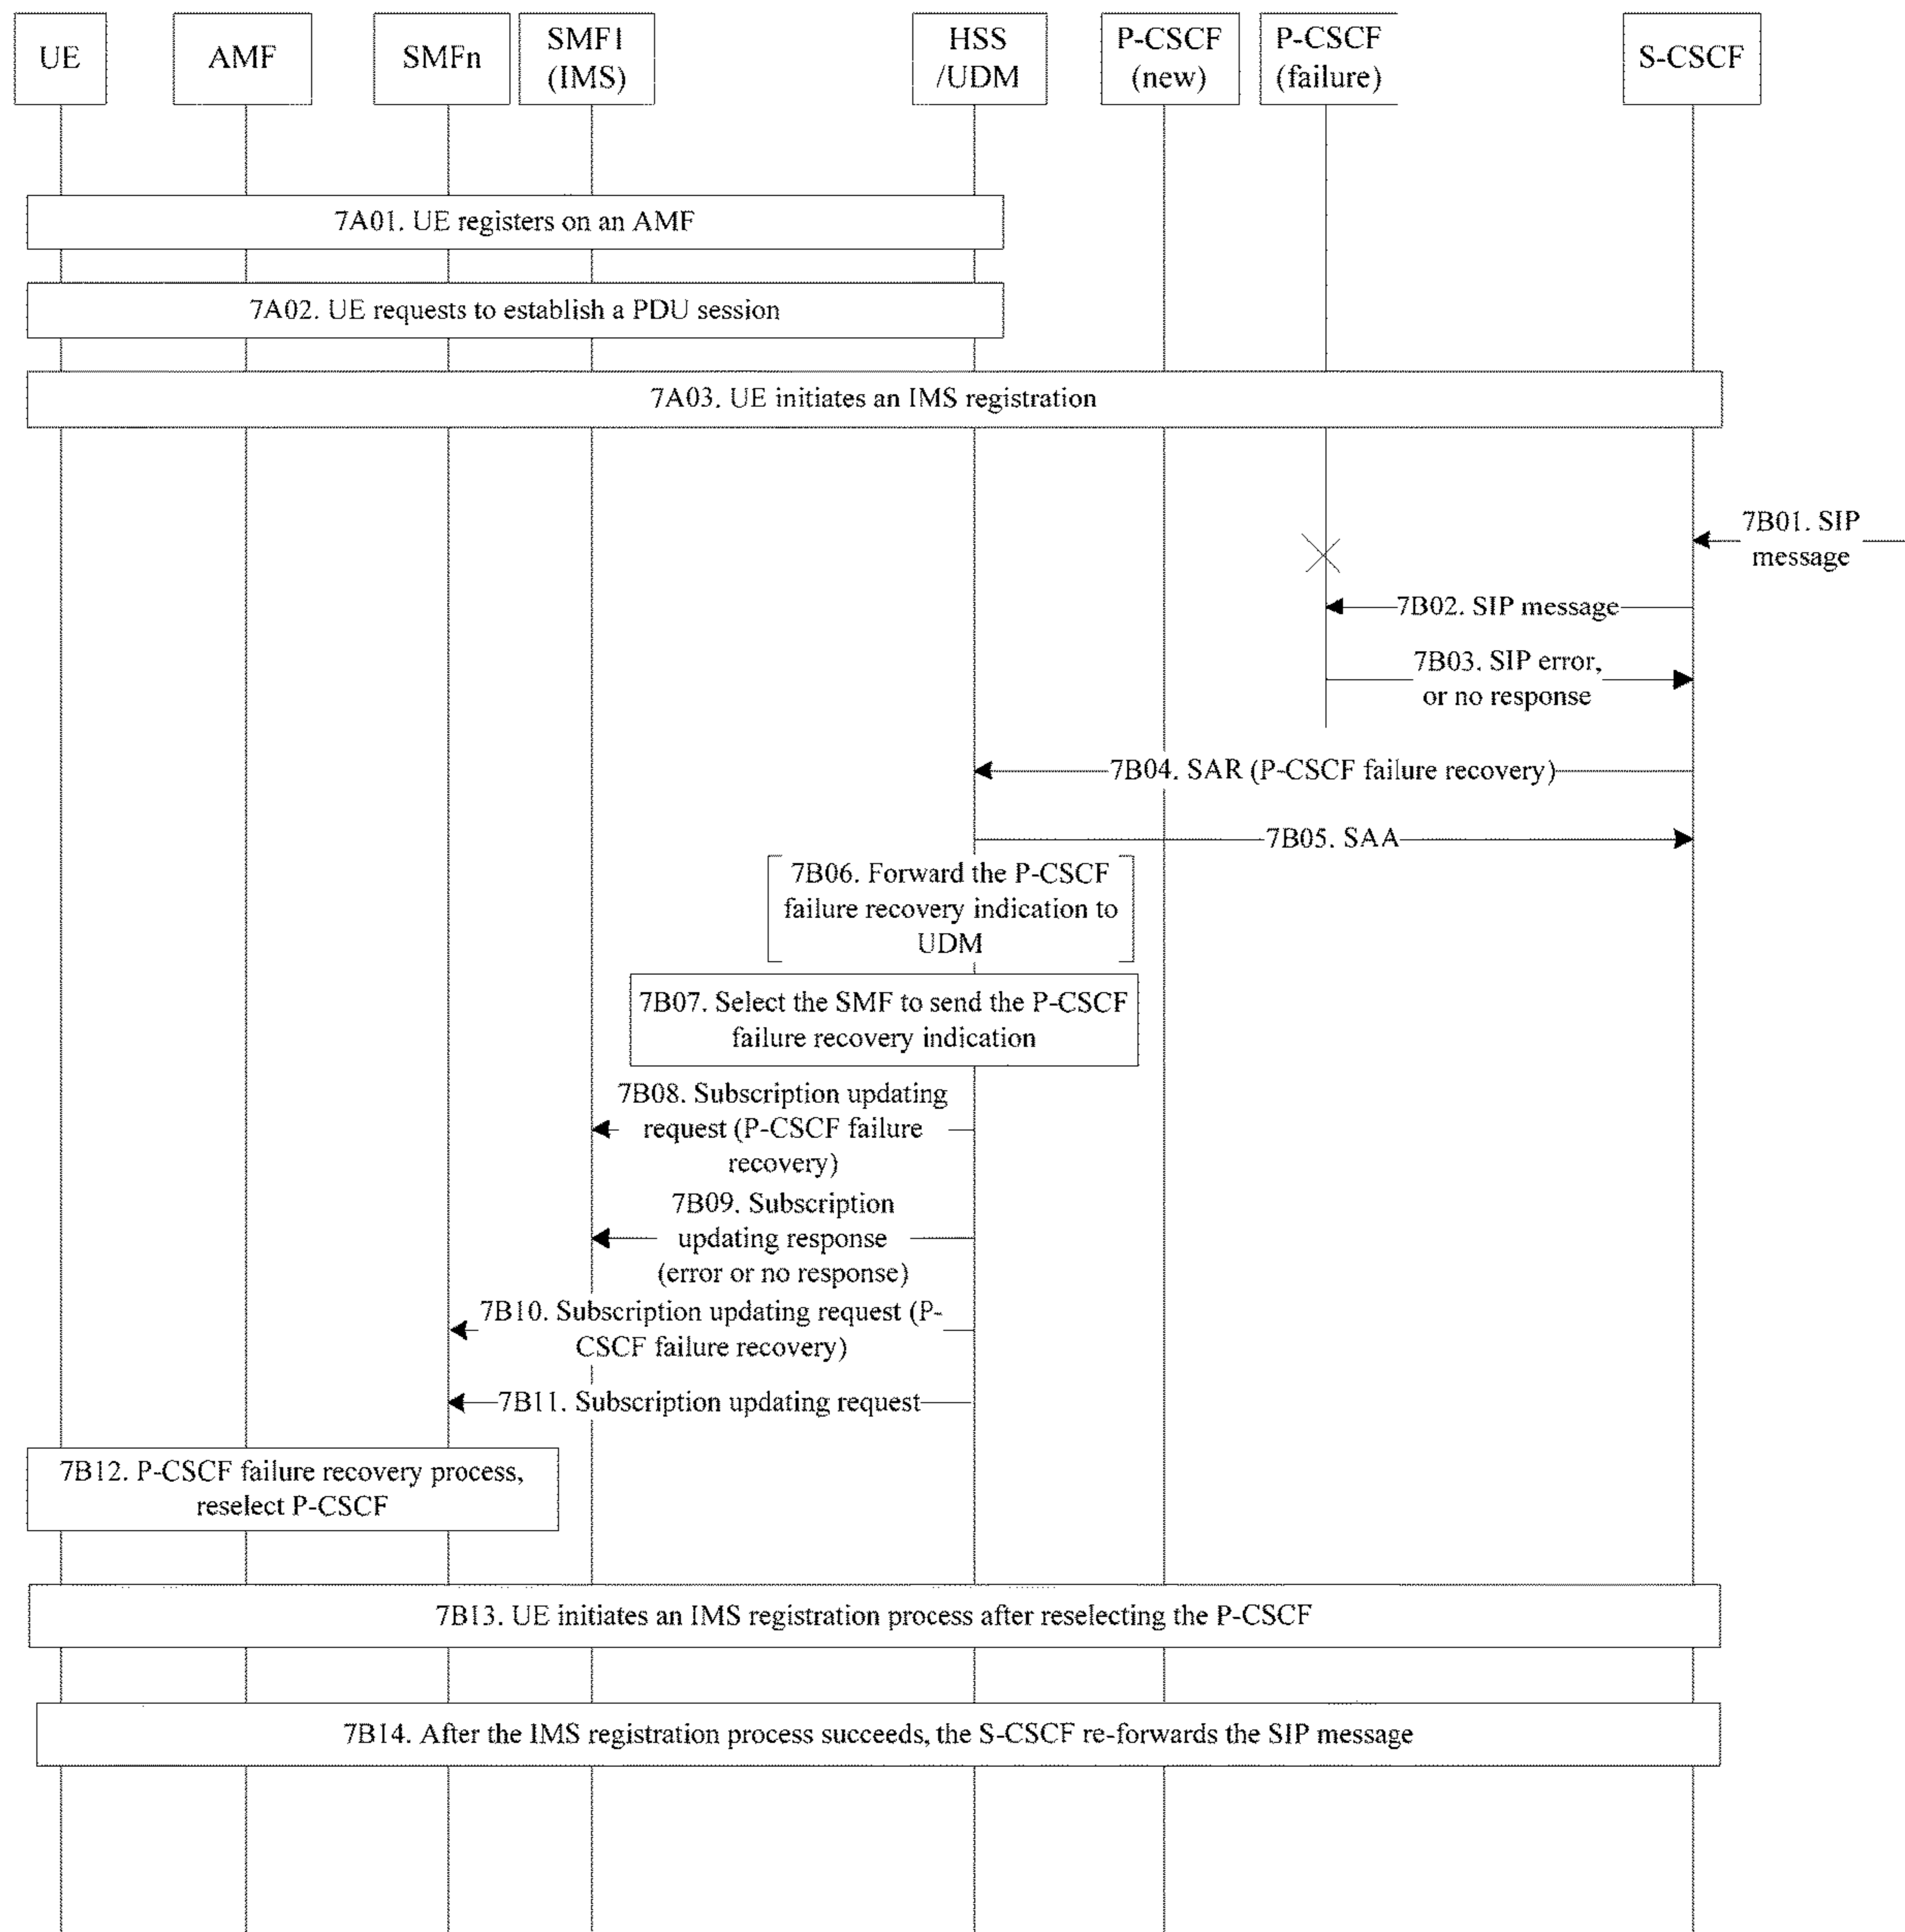 UE
AMF
SMFn
SMF1
(IMS)
HSS
/UDM
P-CSCF
(new)
P-CSCF
(failure)
S-CSCF
7A01. UE registers on an AMF
7A02. UE requests to establish a PDU session
7A03. UE initiates an IMS registration
7B01. SIP
message
7B02. SIP message
7B03. SIP error,
or no response
7B04. SAR (P-CSCF failure recovery)
7B05. SAA
7B06. Forward the P-CSCF
failure recovery indication to
UDM
7B07. Select the SMF to send the P-CSCF
failure recovery indication
7B08. Subscription updating
request (P-CSCF failure
recovery)
7B09. Subscription
updating response
(error or no response)
7B10. Subscription updating request (P-
CSCF failure recovery)
7B11. Subscription updating request
7B12. P-CSCF failure recovery process,
reselect P-CSCF
7B13. UE initiates an IMS registration process after reselecting the P-CSCF
7B14. After the IMS registration process succeeds, the S-CSCF re-forwards the SIP message